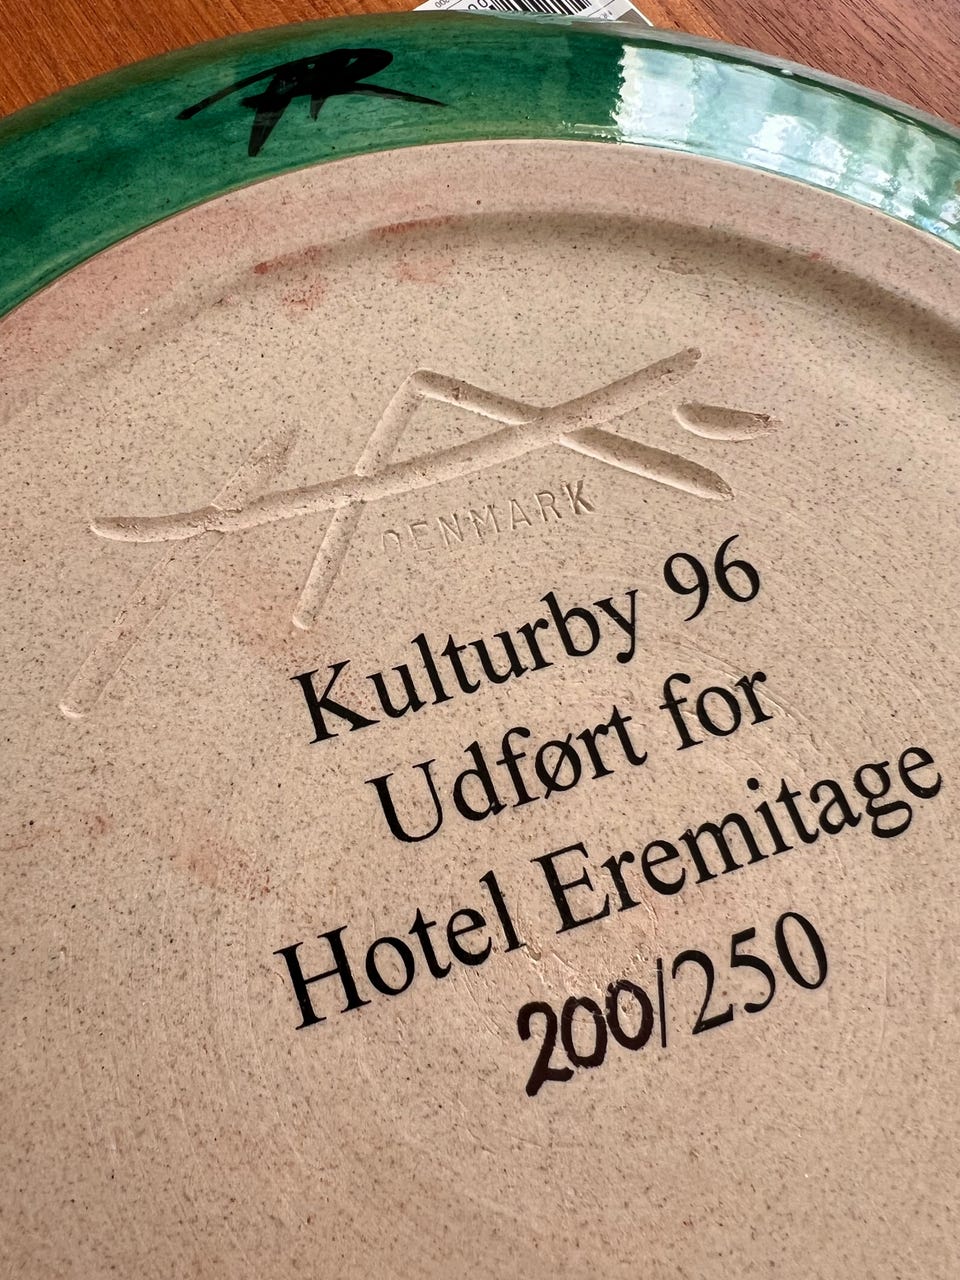 DENMARK
Kulturby 96
Udført for
Hotel Eremitage
200/250